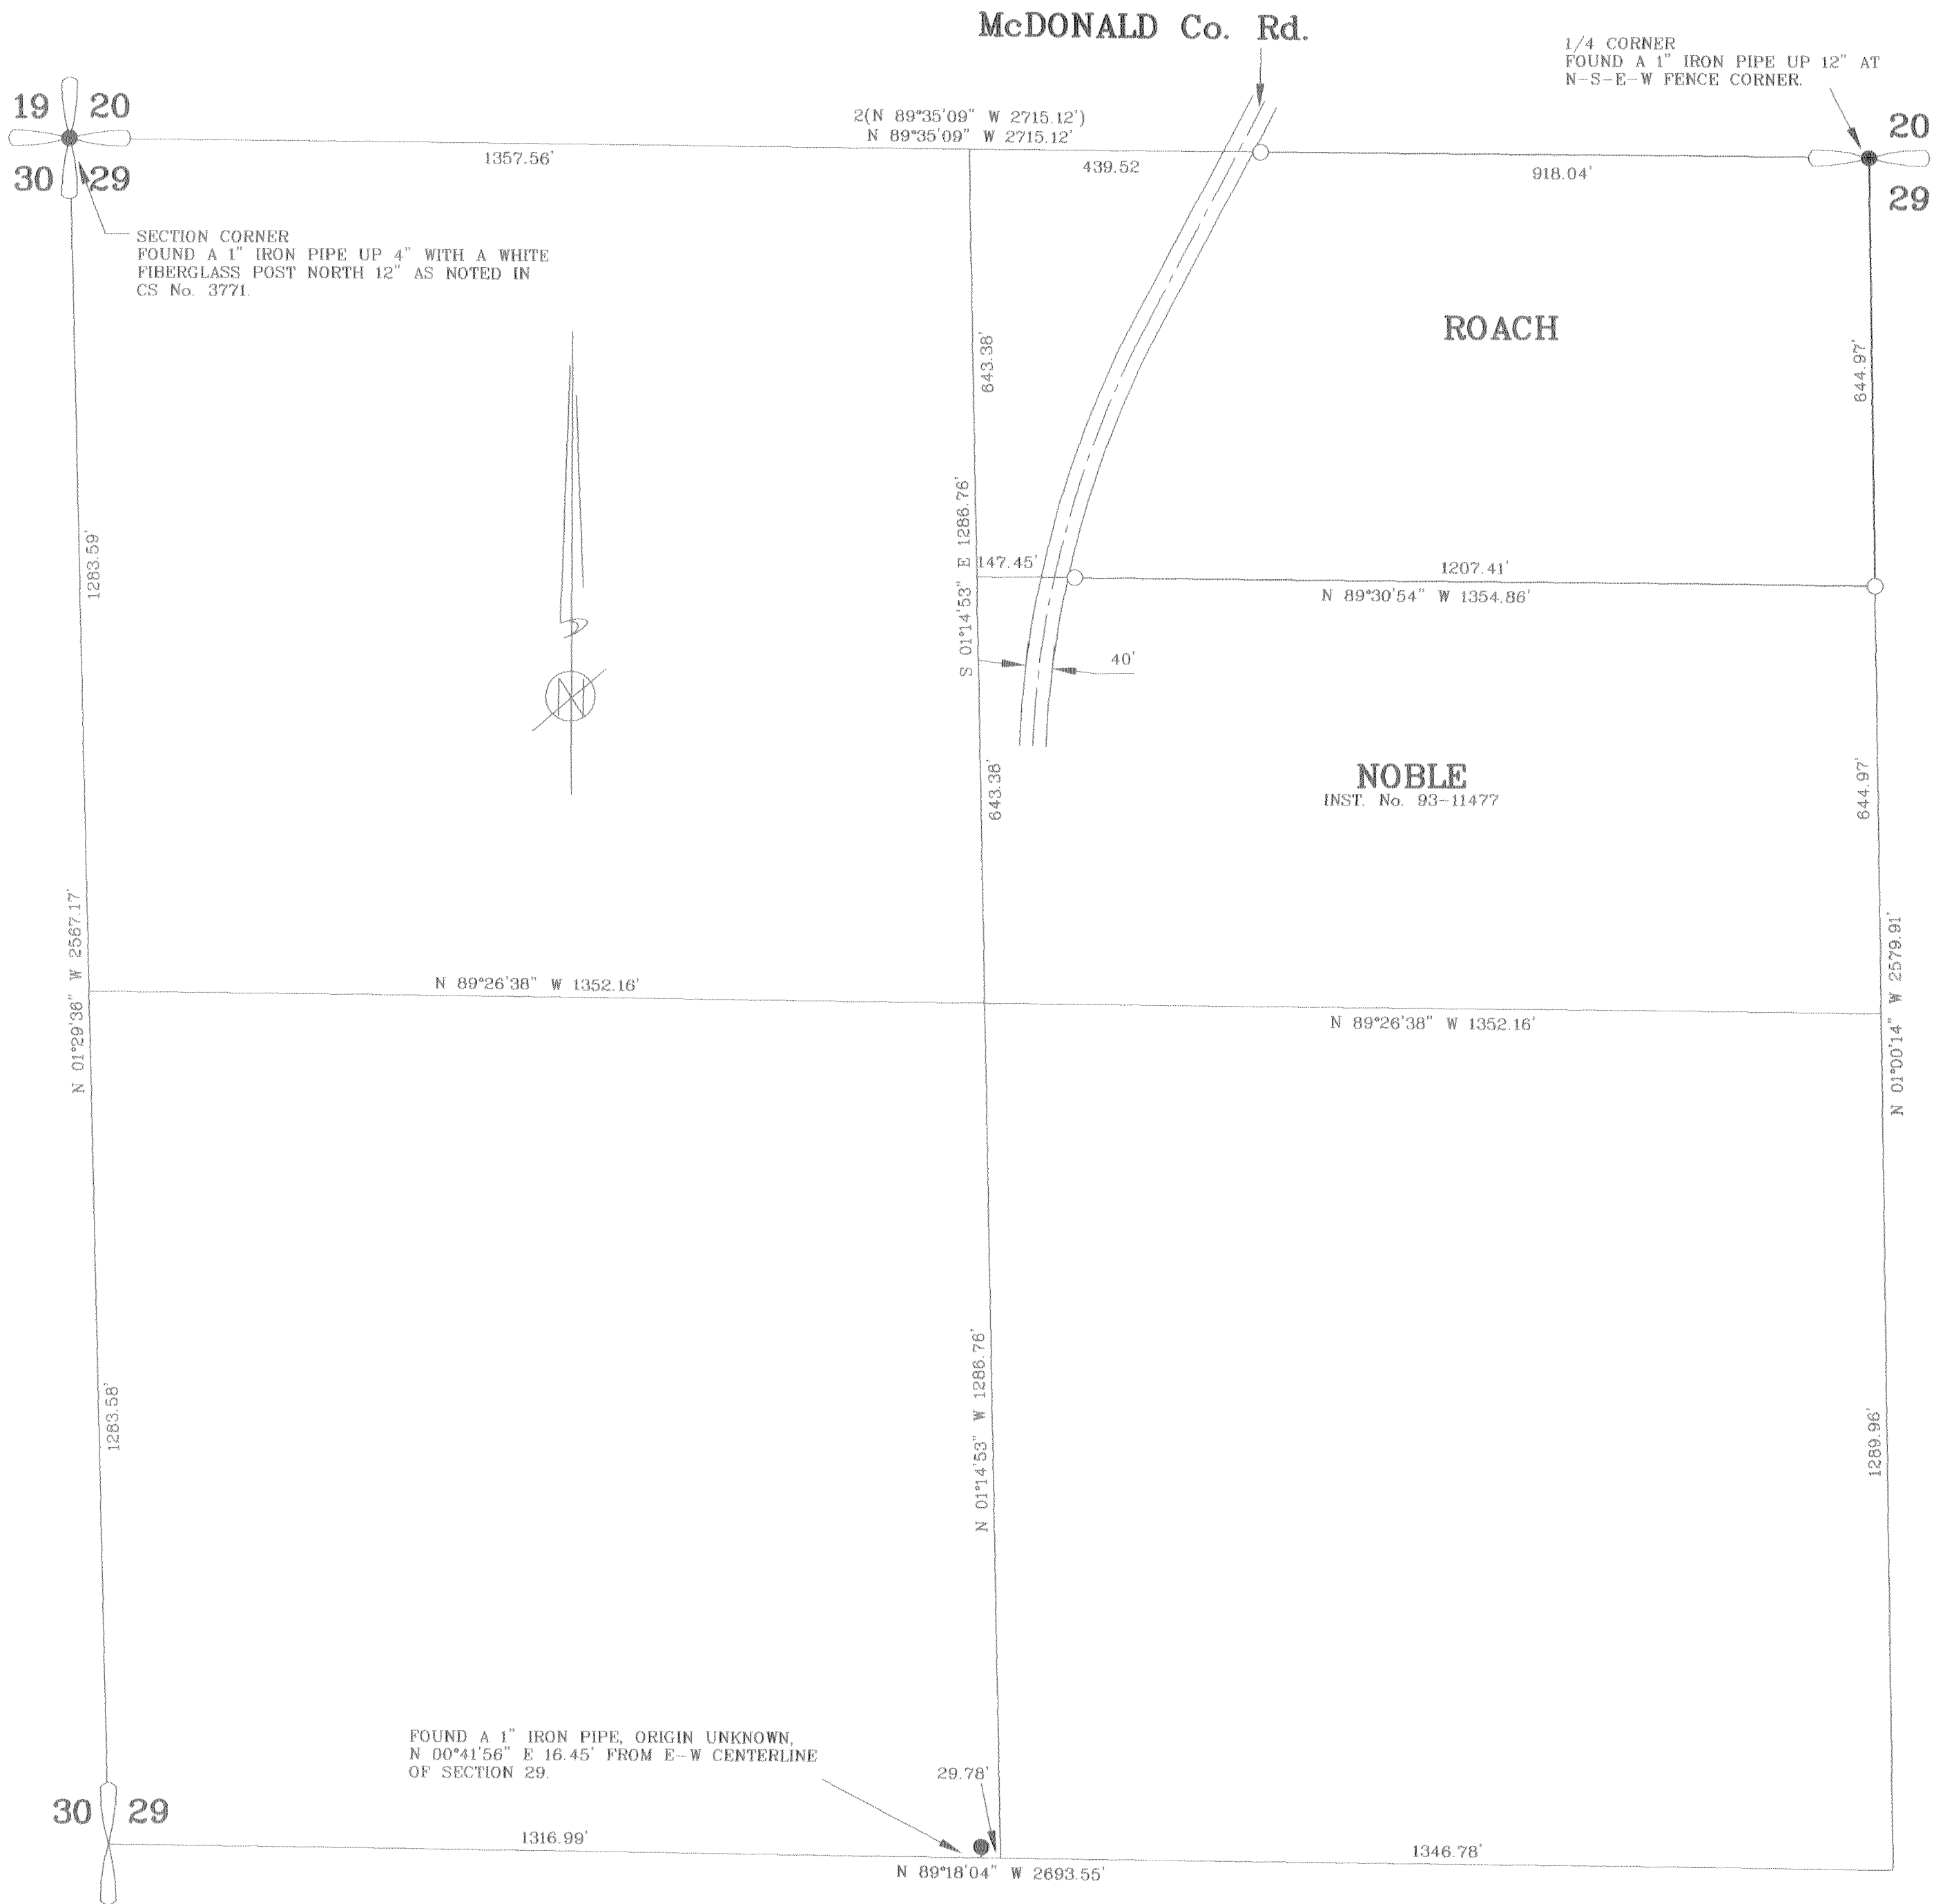 McDONALD Co. Rd.
1/4 CORNER
FOUND A 1" IRON PIPE UP 12" AT
N-S-E-W FENCE CORNER.
19 20
30 29
2(N 89°35'09" W 2715.12')
N 89°35'09" W 2715.12'
1357.56'
439.52
918.04'
20
29
SECTION CORNER
FOUND A 1" IRON PIPE UP 4" WITH A WHITE
FIBERGLASS POST NORTH 12" AS NOTED IN
CS No. 3771.
ROACH
643.38'
644.97'
1283.59'
S 01°14'53" E 1286.76'
147.45'
1207.41'
N 89°30'54" W 1354.86'
40'
N
NOBLE
INST. No. 93-11477
643.38'
644.97'
N 01°29'36" W 2567.17'
N 89°26'38" W 1352.16'
N 89°26'38" W 1352.16'
N 01°00'14" W 2579.91'
1283.58'
N 01°14'53" W 1286.76'
1289.96'
FOUND A 1" IRON PIPE, ORIGIN UNKNOWN,
N 00°41'56" E 16.45' FROM E-W CENTERLINE
OF SECTION 29.
29.78'
30 29
1316.99'
1346.78'
N 89°18'04" W 2693.55'